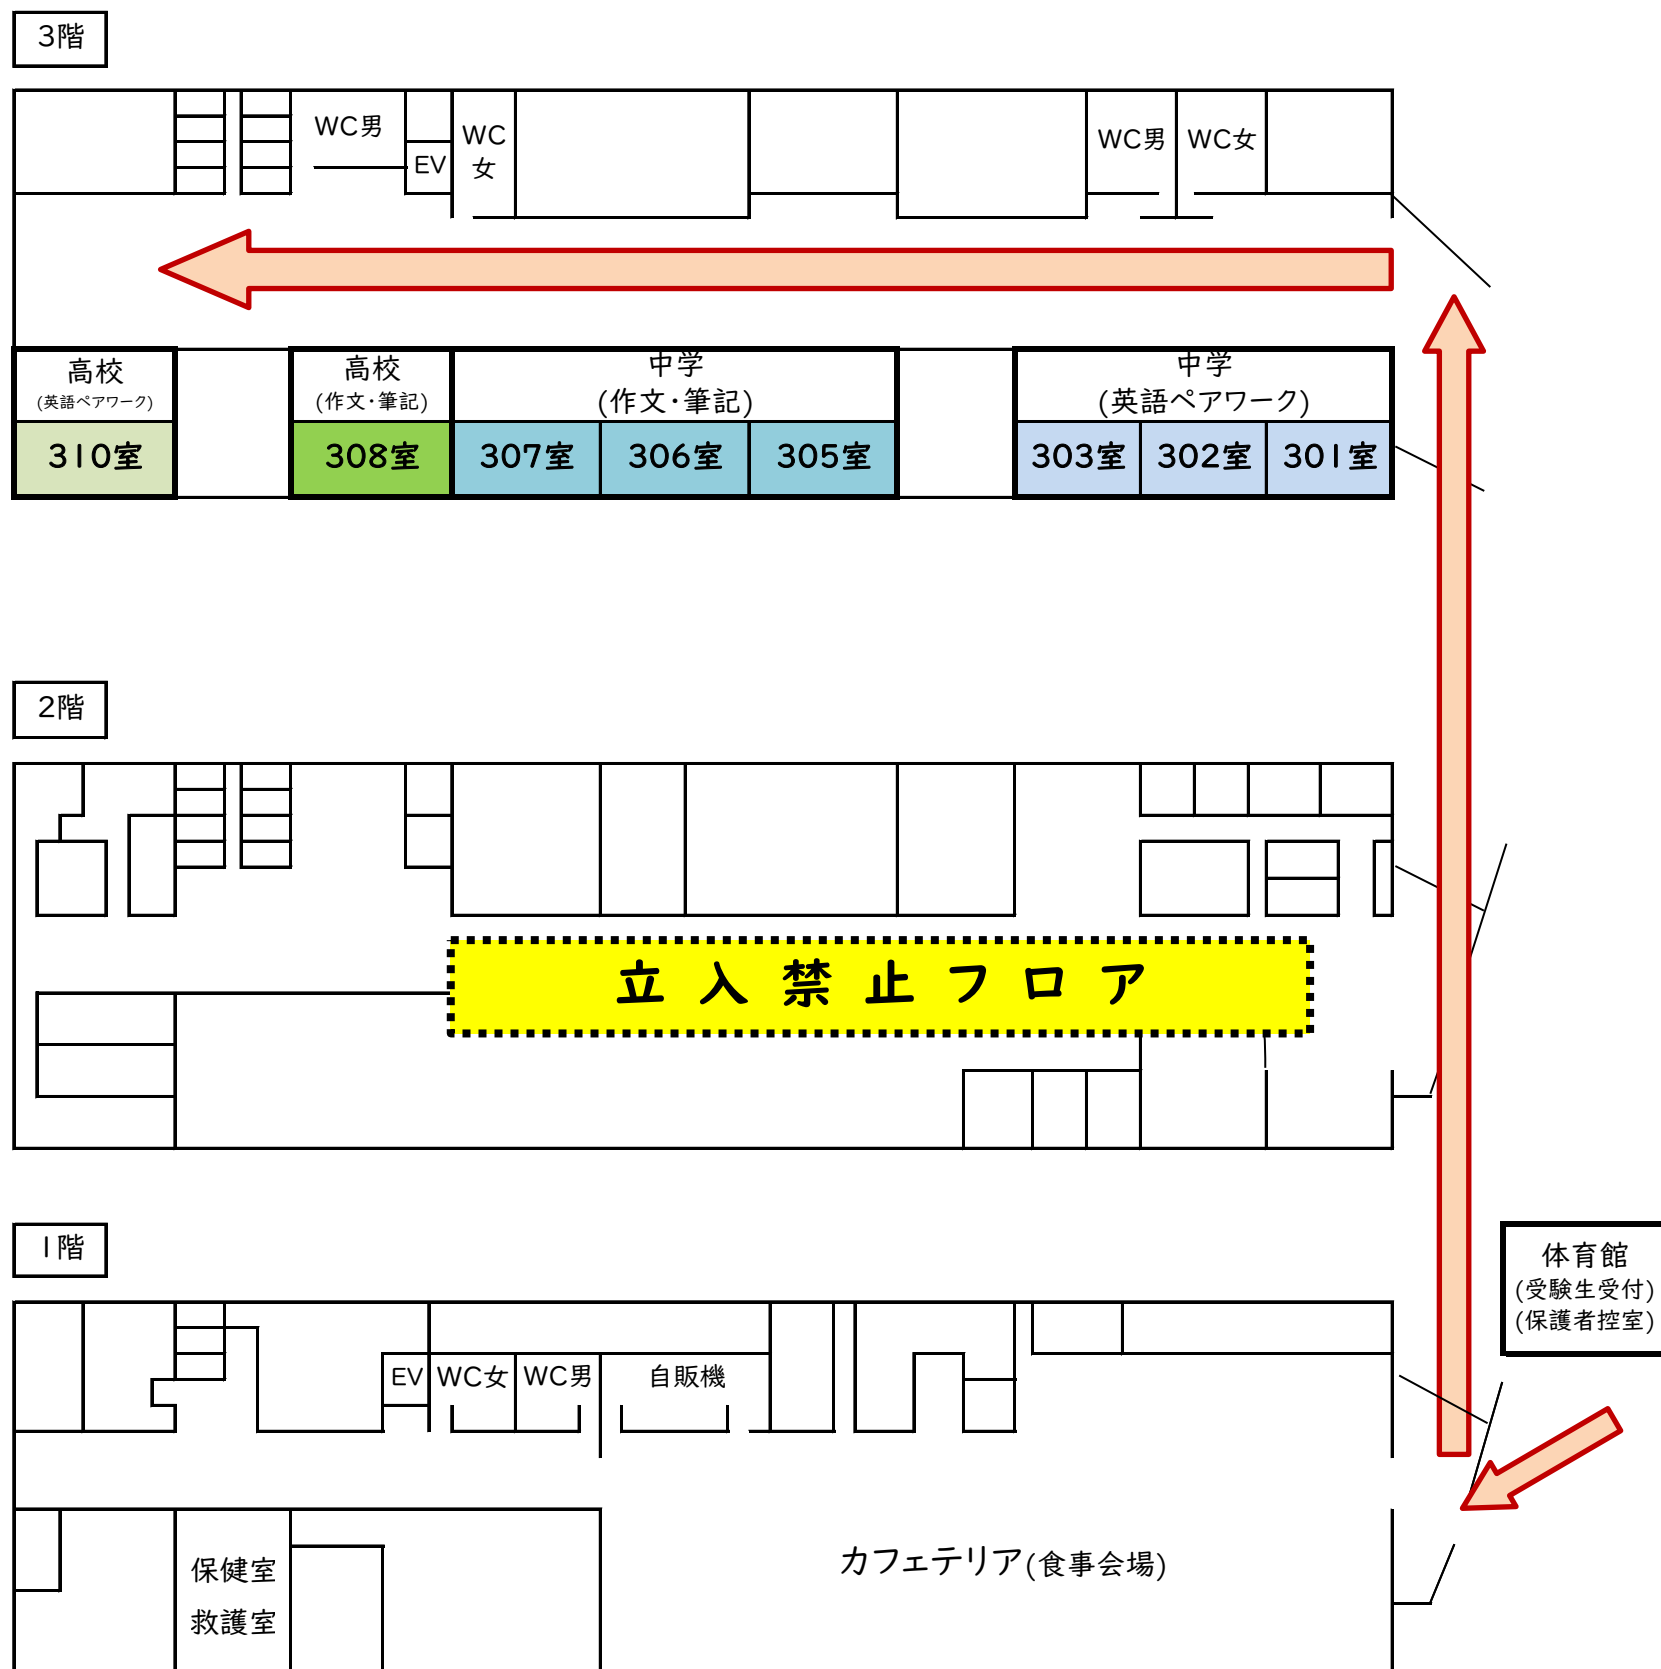 3階
WC男
EV
WC
女
WC男
WC女
高校
(英語ペアワーク)
310室
高校
(作文・筆記)
308室
中学
(作文・筆記)
307室
306室
305室
中学
(英語ペアワーク)
303室
302室
301室
2階
立入禁止フロア
1階
体育館
(受験生受付)
(保護者控室)
EV
WC女
WC男
自販機
保健室
救護室
カフェテリア(食事会場)